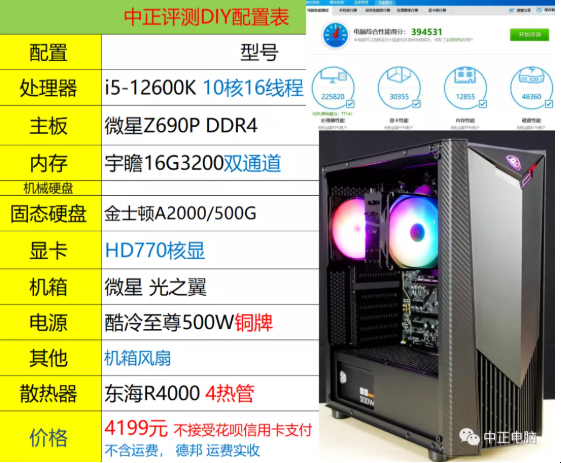 中正评测DIY配置表
配置 型号
处理器 i5-12600K 10核16线程
主板 微星Z690P DDR4
内存 宇瞻16G3200双通道
机械硬盘
固态硬盘 金士顿A2000/500G
显卡 HD770核显
机箱 微星 光之翼
电源 酷冷至尊500W铜牌
其他 机箱风扇
散热器 东海R4000 4热管
价格 4199元 不接受花呗信用卡支付
不含运费， 德邦 运费实收
电脑综合性能得分： 394531
开始评测
225820 30355 12855 48360
处理器性能 显卡性能 内存性能 磁盘性能
500W
中正电脑